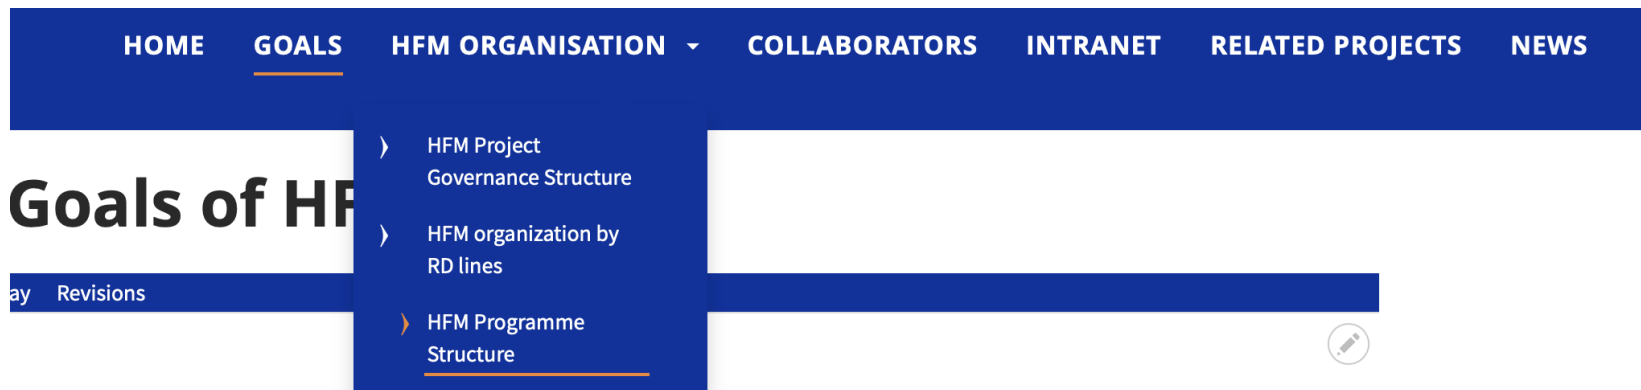 HOME GOALS HFM ORGANISATION COLLABORATORS INTRANET RELATED PROJECTS NEWS
HFM Project
Governance Structure
Goals of HF
HFM organization by
RD lines
ay Revisions
HFM Programme
Structure